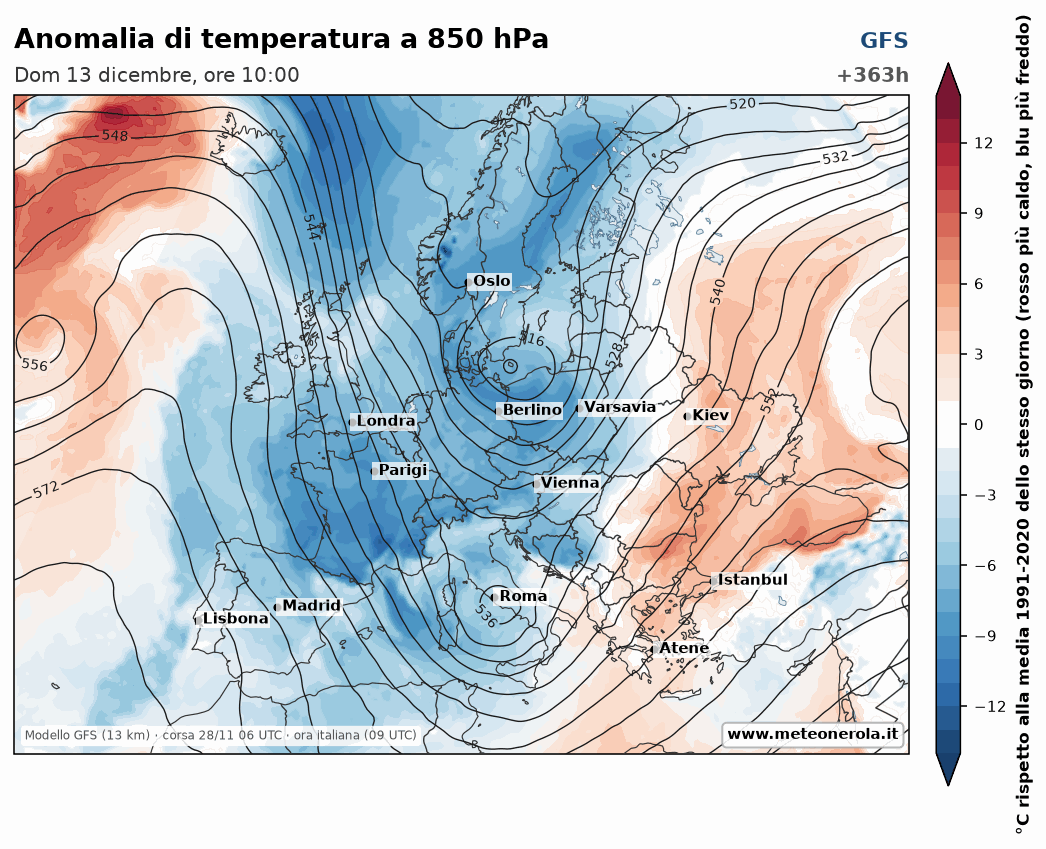 Anomalia di temperatura a 850 hPa
GFS
Dom 13 dicembre, ore 10:00
+363h
520
548
532
544
Oslo
540
516
528
556
552
Berlino
Varsavia
Kiev
Londra
Parigi
Vienna
572
Istanbul
Roma
Madrid
536
Lisbona
Atene
Modello GFS (13 km) · corsa 28/11 06 UTC · ora italiana (09 UTC)
www.meteonerola.it
12
9
6
3
0
−3
−6
−9
−12
°C rispetto alla media 1991-2020 dello stesso giorno (rosso più caldo, blu più freddo)